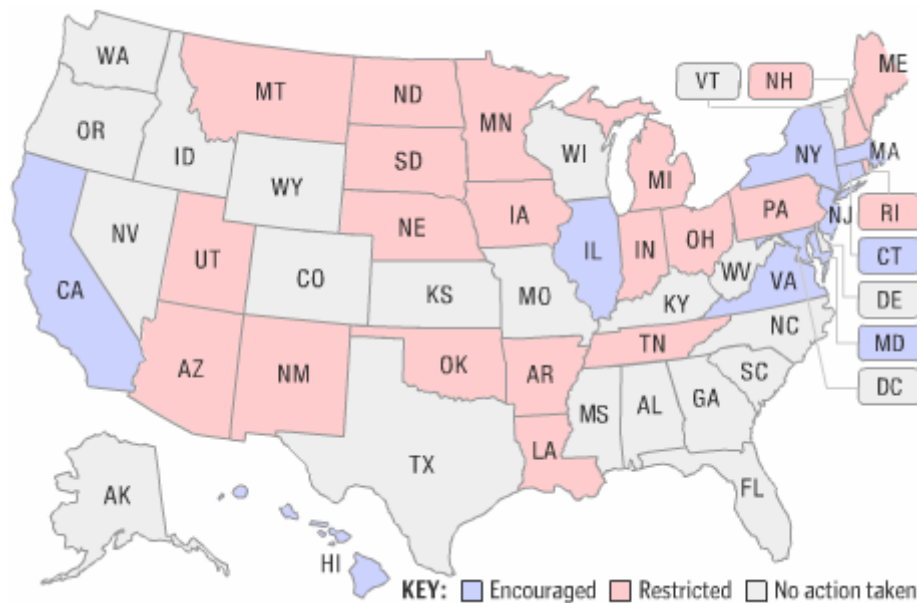 WA
MT
ND
MN
VT
NH
ME
OR
ID
WY
SD
WI
MI
NY
MA
NV
UT
CO
NE
IA
IL
IN
OH
PA
NJ
RI
CA
KS
MO
KY
WV
VA
CT
DE
AZ
NM
OK
AR
TN
NC
MD
SC
DC
TX
LA
MS
AL
GA
FL
AK
HI
KEY: Encouraged Restricted No action taken